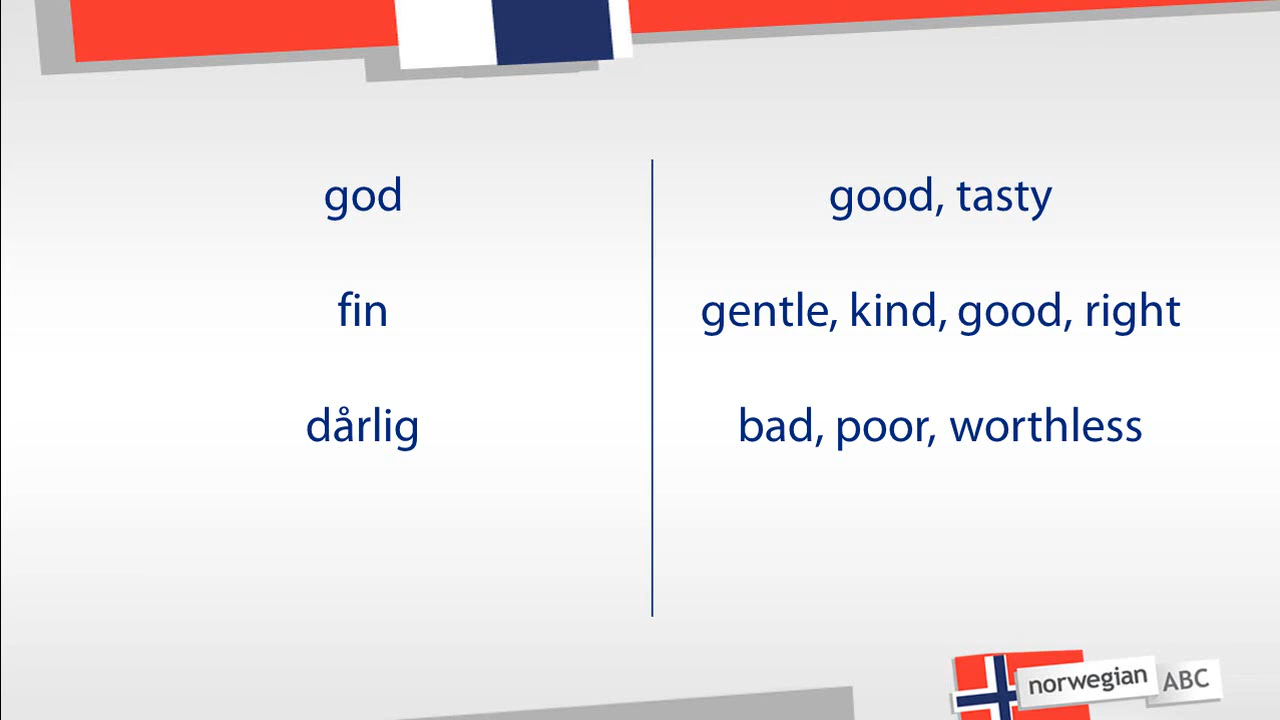 god good, tasty
fin gentle, kind, good, right
dårlig bad, poor, worthless
norwegian ABC